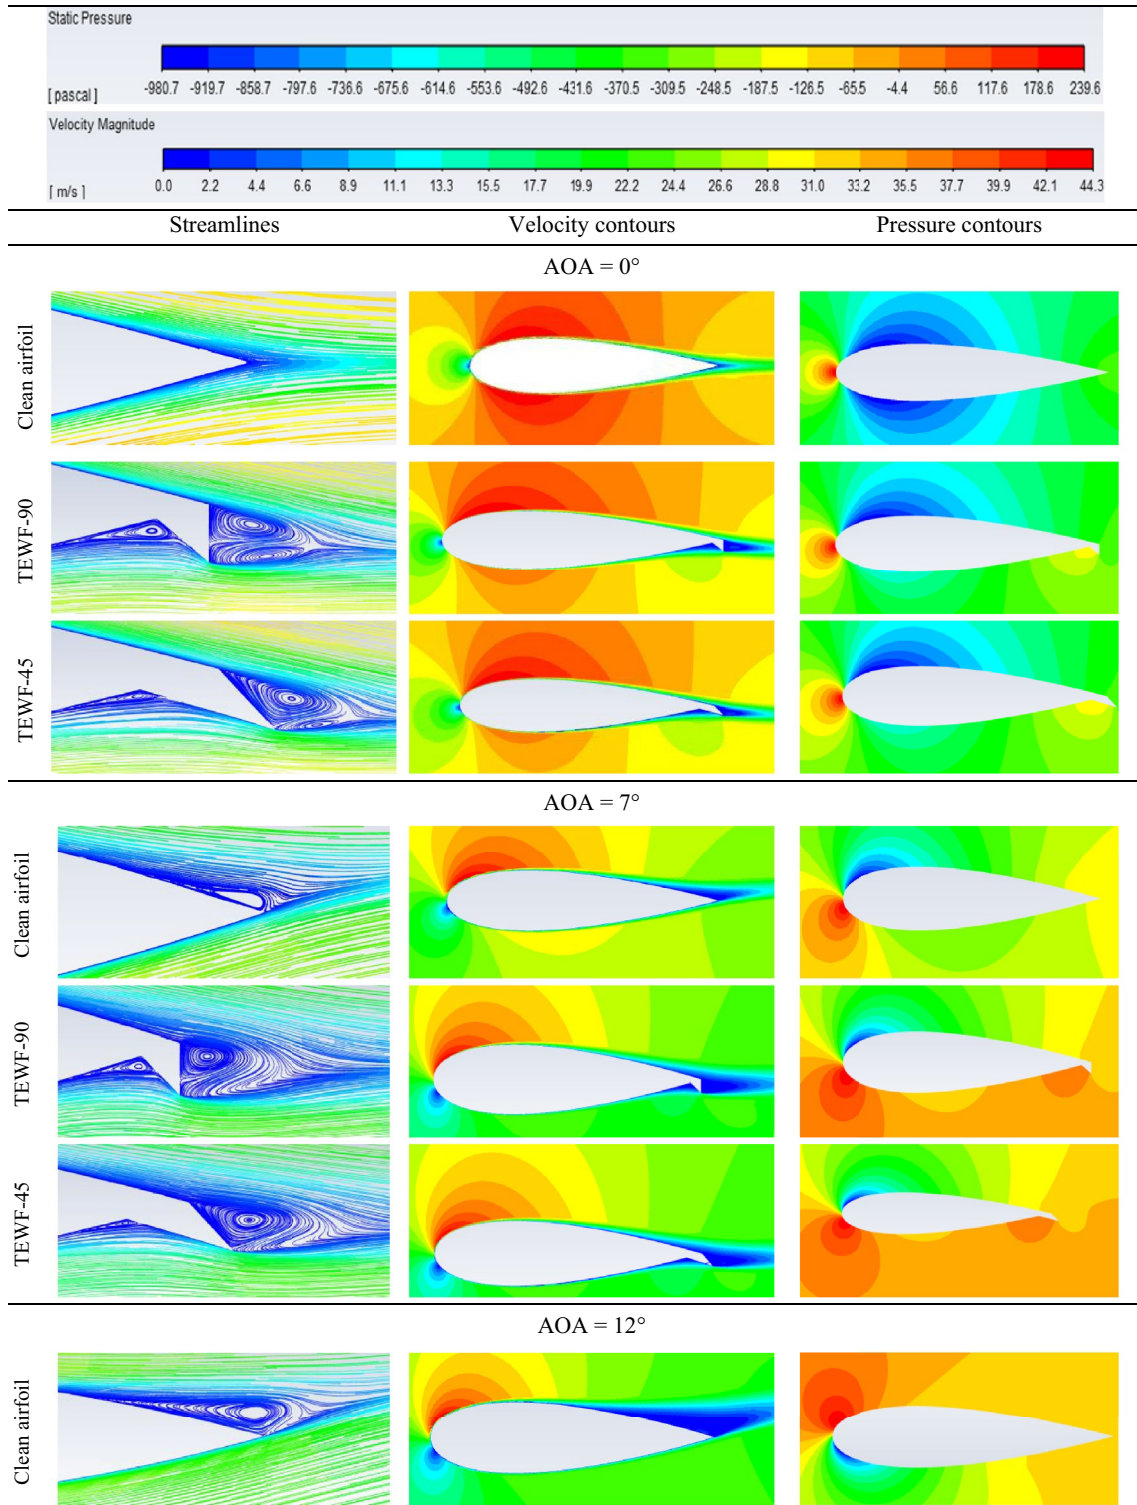 Static Pressure
[ pascal ] -980.7 -919.7 -858.7 -797.6 -736.6 -675.6 -614.6 -553.6 -492.6 -431.6 -370.5 -309.5 -248.5 -187.5 -126.5 -65.5 -4.4 56.6 117.6 178.6 239.6
Velocity Magnitude
[ m/s ] 0.0 2.2 4.4 6.6 8.9 11.1 13.3 15.5 17.7 19.9 22.2 24.4 26.6 28.8 31.0 33.2 35.5 37.7 39.9 42.1 44.3
Streamlines Velocity contours Pressure contours
AOA = 0°
Clean airfoil
TEWF-90
TEWF-45
AOA = 7°
Clean airfoil
TEWF-90
TEWF-45
AOA = 12°
Clean airfoil